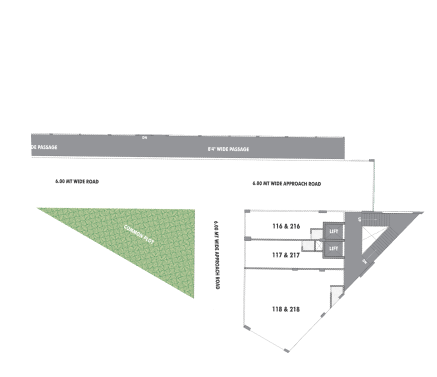 DE PASSAGE
8'4" WIDE PASSAGE
6.00 MT WIDE ROAD
6.00 MT WIDE APPROACH ROAD
COMMON PLOT
6.00 MT WIDE APPROACH ROAD
116 & 216
LIFT
117 & 217
LIFT
118 & 218